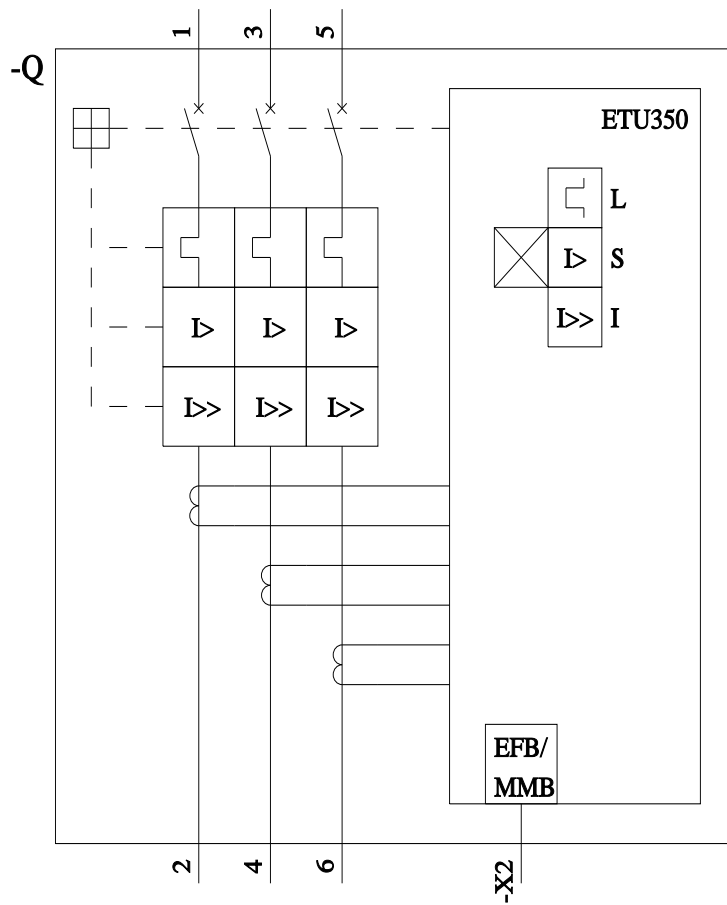 1 3 5
-Q
ETU350
L
I> S
I>> I
I> I> I>
I>> I>> I>>
EFB/
MMB
2 4 6 -X2